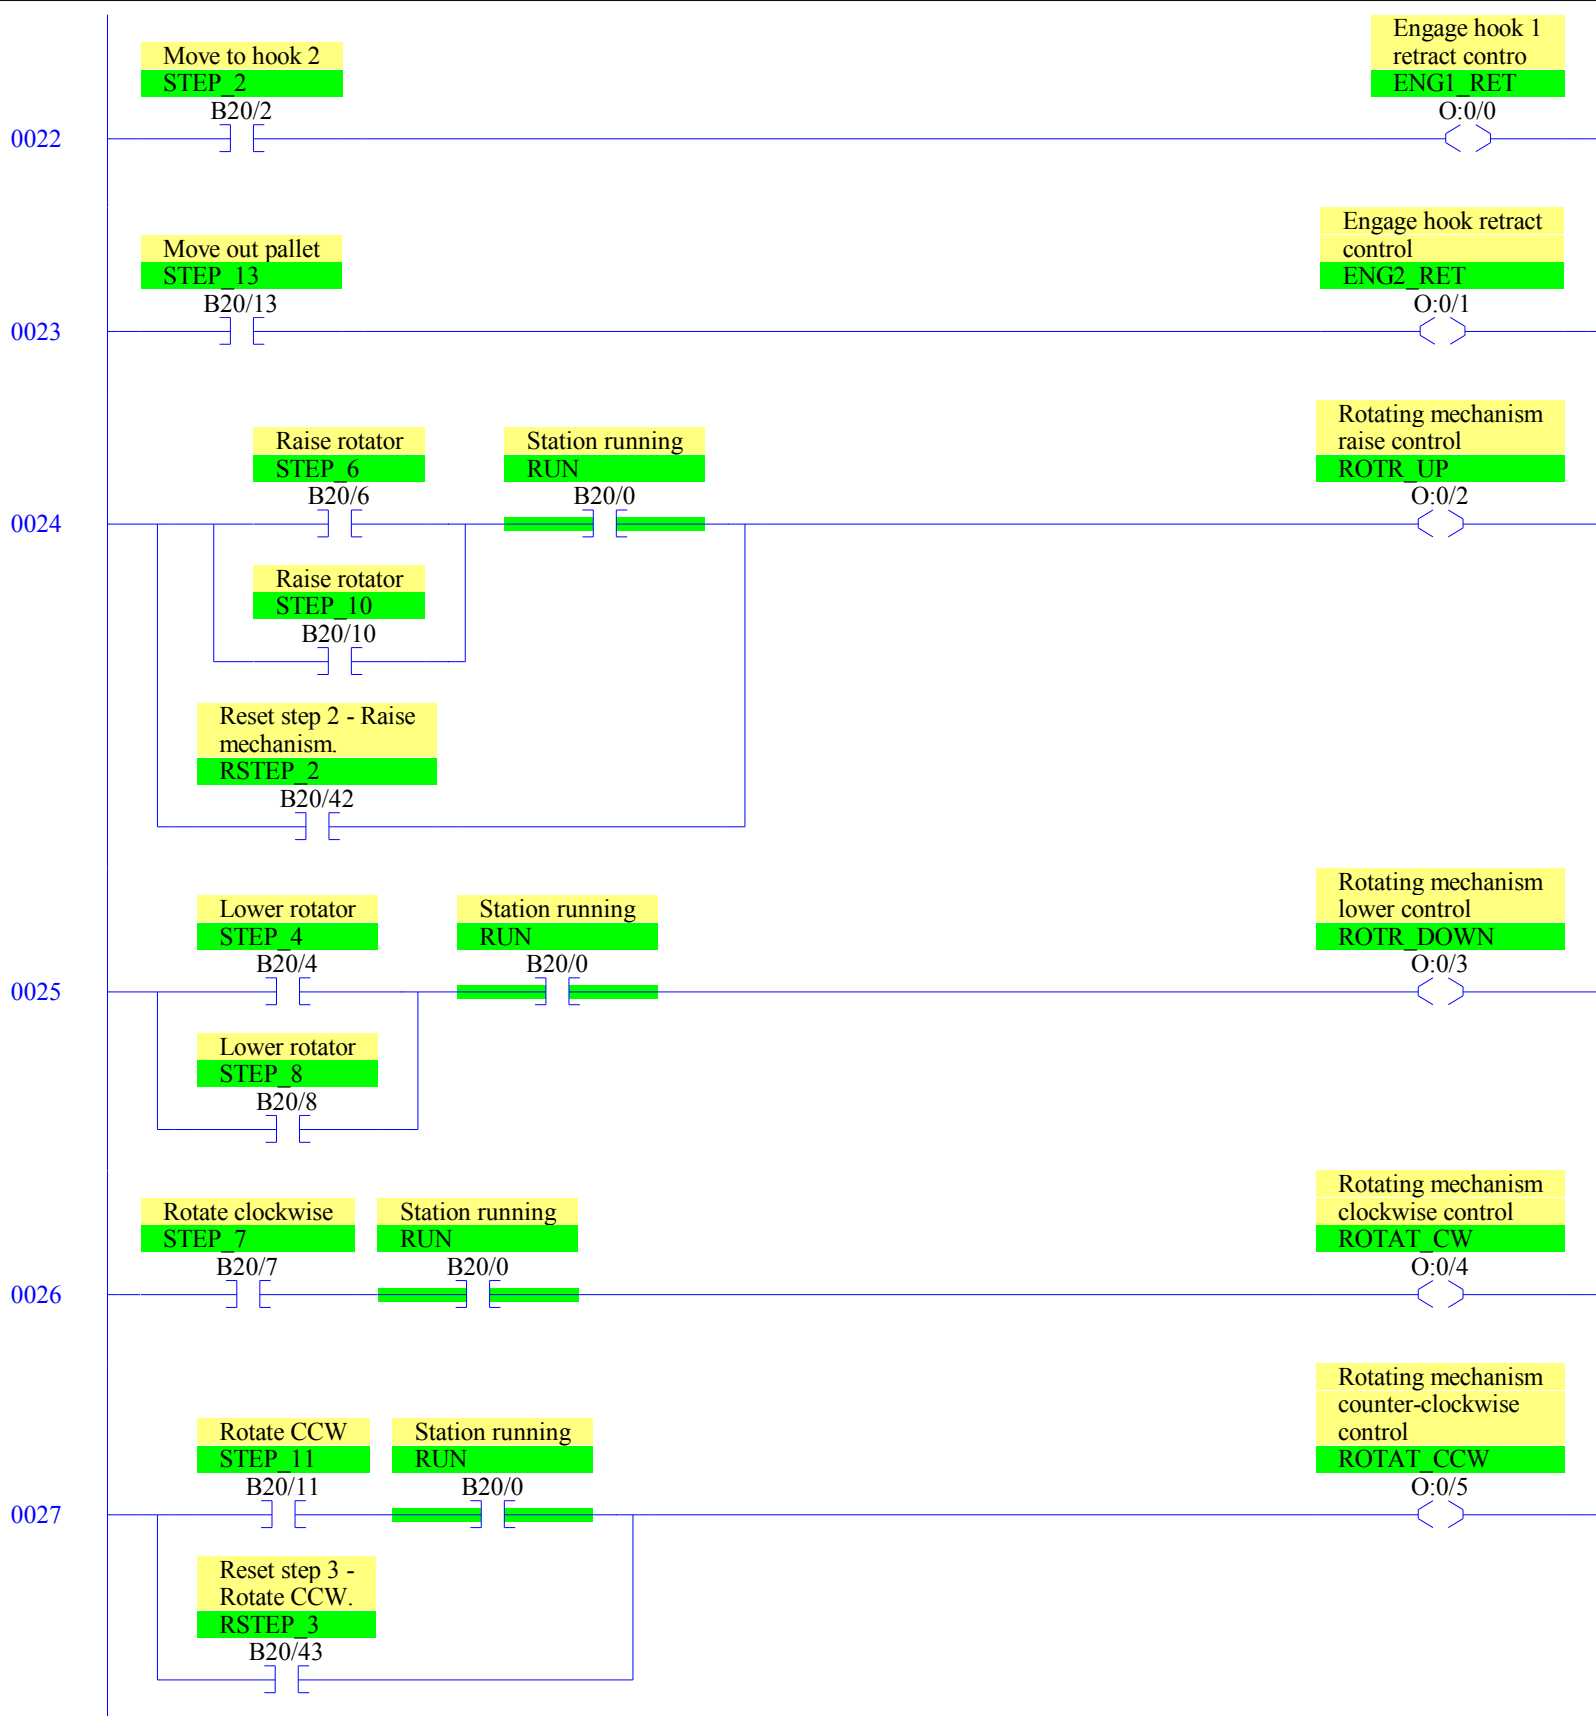 Move to hook 2
STEP_2
B20/2
Engage hook 1
retract contro
ENG1_RET
O:0/0
0022
Move out pallet
STEP_13
B20/13
Engage hook retract
control
ENG2_RET
O:0/1
0023
Raise rotator
STEP_6
B20/6
Station running
RUN
B20/0
Rotating mechanism
raise control
ROTR_UP
O:0/2
0024
Raise rotator
STEP_10
B20/10
Reset step 2 - Raise
mechanism.
RSTEP_2
B20/42
Lower rotator
STEP_4
B20/4
Station running
RUN
B20/0
Rotating mechanism
lower control
ROTR_DOWN
O:0/3
0025
Lower rotator
STEP_8
B20/8
Rotate clockwise
STEP_7
B20/7
Station running
RUN
B20/0
Rotating mechanism
clockwise control
ROTAT_CW
O:0/4
0026
Rotate CCW
STEP_11
B20/11
Station running
RUN
B20/0
Rotating mechanism
counter-clockwise
control
ROTAT_CCW
O:0/5
0027
Reset step 3 -
Rotate CCW.
RSTEP_3
B20/43